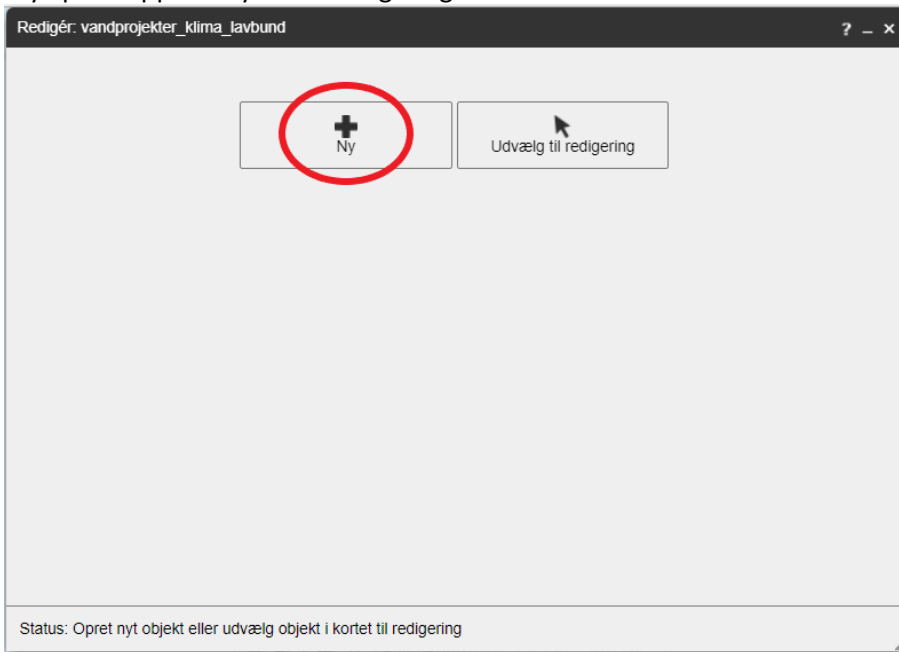 Redigér: vandprojekter_klima_lavbund ? – ×
Ny
Udvælg til redigering
Status: Opret nyt objekt eller udvælg objekt i kortet til redigering